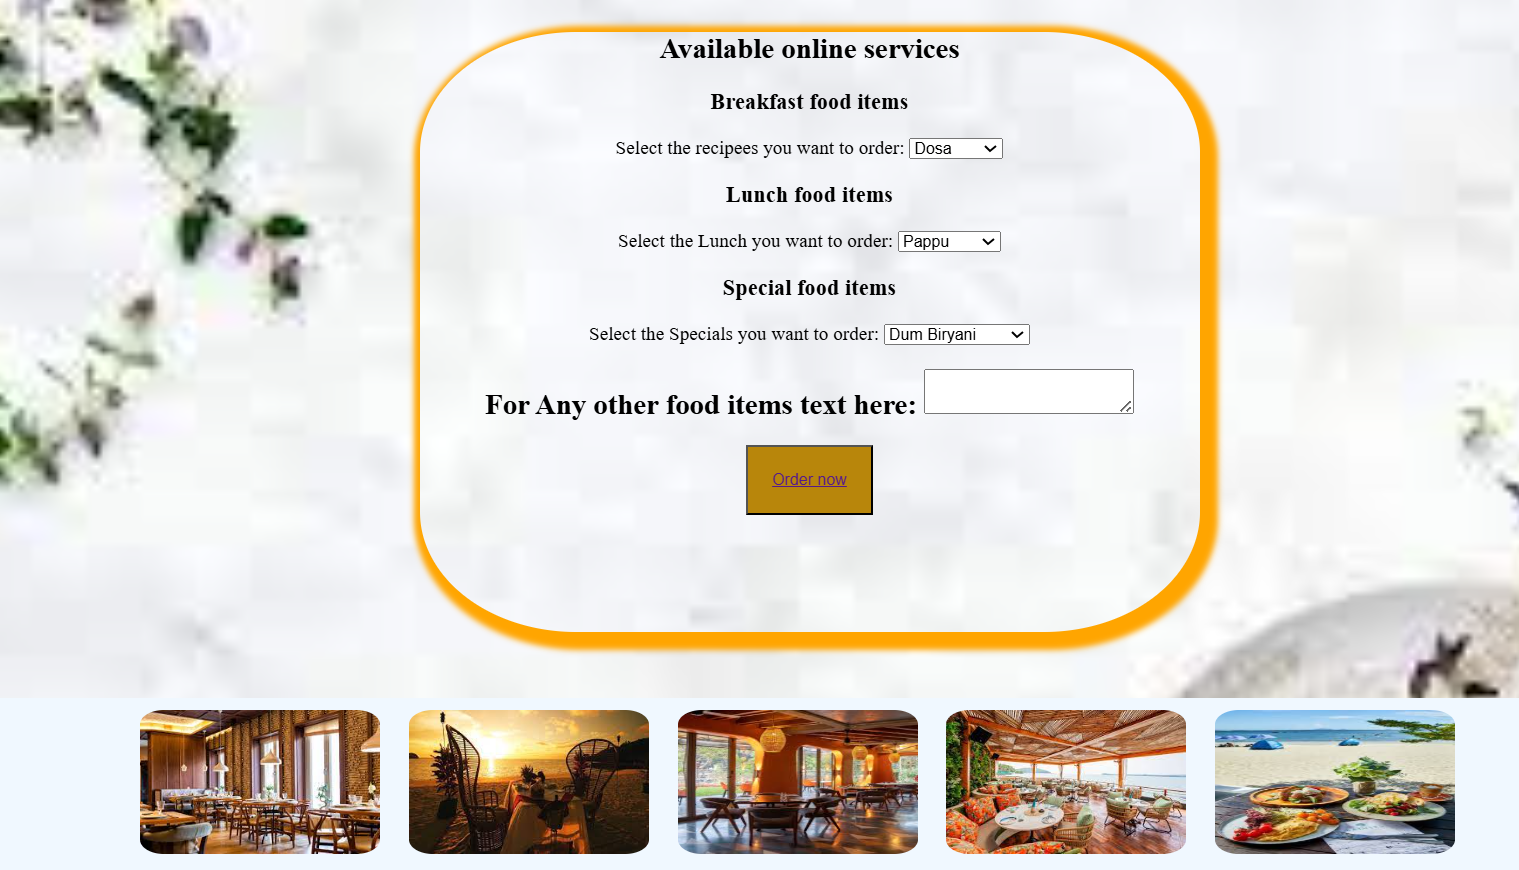 Available online services
Breakfast food items
Select the recipees you want to order: Dosa
Lunch food items
Select the Lunch you want to order: Pappu
Special food items
Select the Specials you want to order: Dum Biryani
For Any other food items text here:
Order now